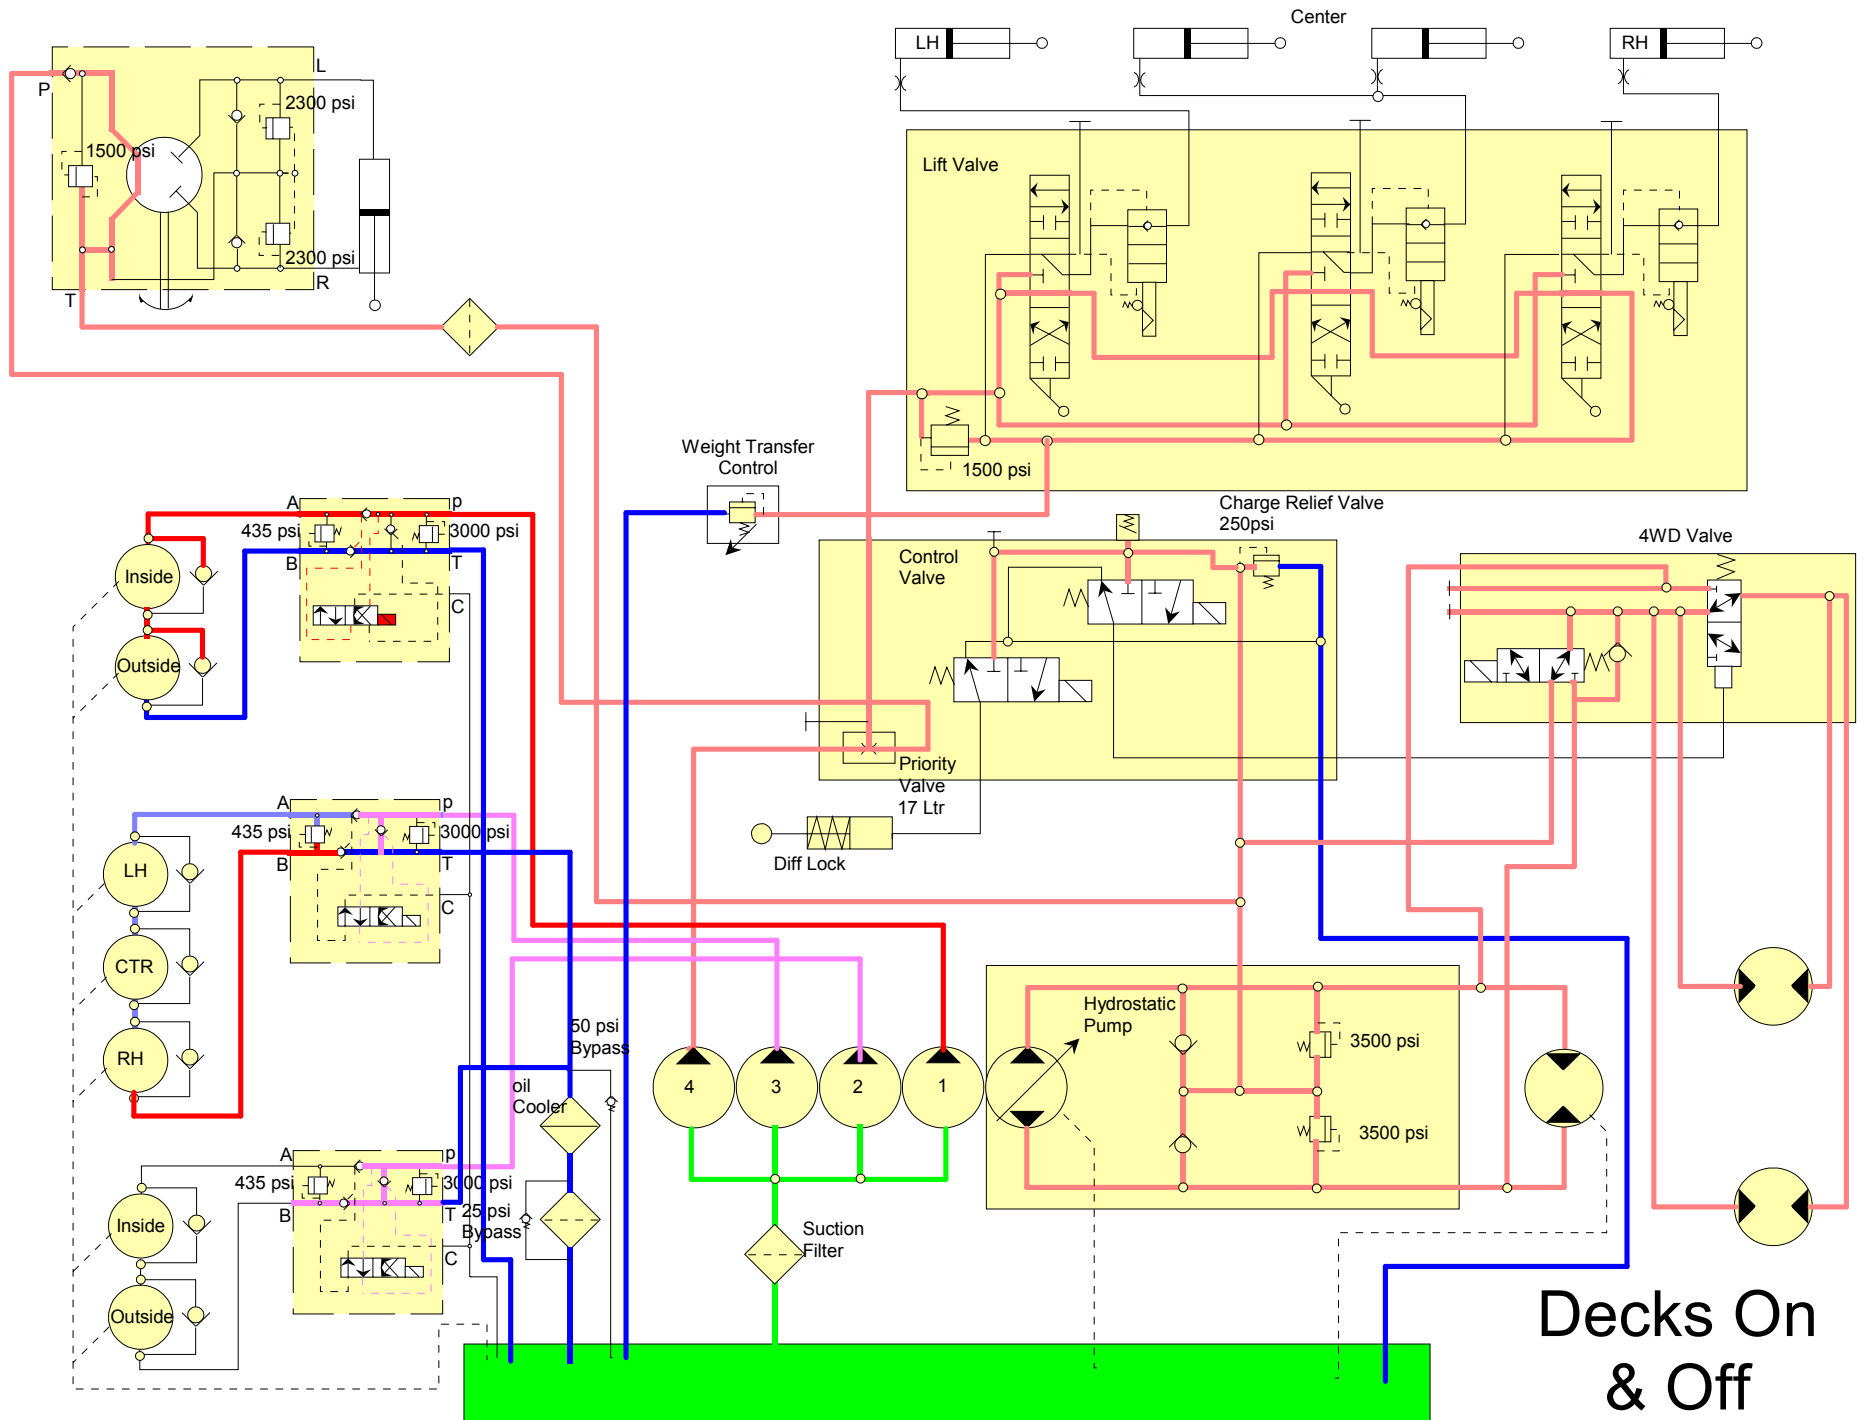 Center
LH
RH
L
P
2300 psi
1500 psi
2300 psi
R
T
Lift Valve
1500 psi
Weight Transfer
Control
Charge Relief Valve
250psi
Control
Valve
4WD Valve
Priority
Valve
17 Ltr
Diff Lock
A
p
435 psi
3000 psi
B
T
C
Inside
Outside
A
p
435 psi
3000 psi
B
T
C
LH
CTR
RH
50 psi
Bypass
oil
Cooler
4
3
2
1
Hydrostatic
Pump
3500 psi
3500 psi
A
p
435 psi
3000 psi
B
T
C
25 psi
Bypass
Inside
Outside
Suction
Filter
Decks On
& Off